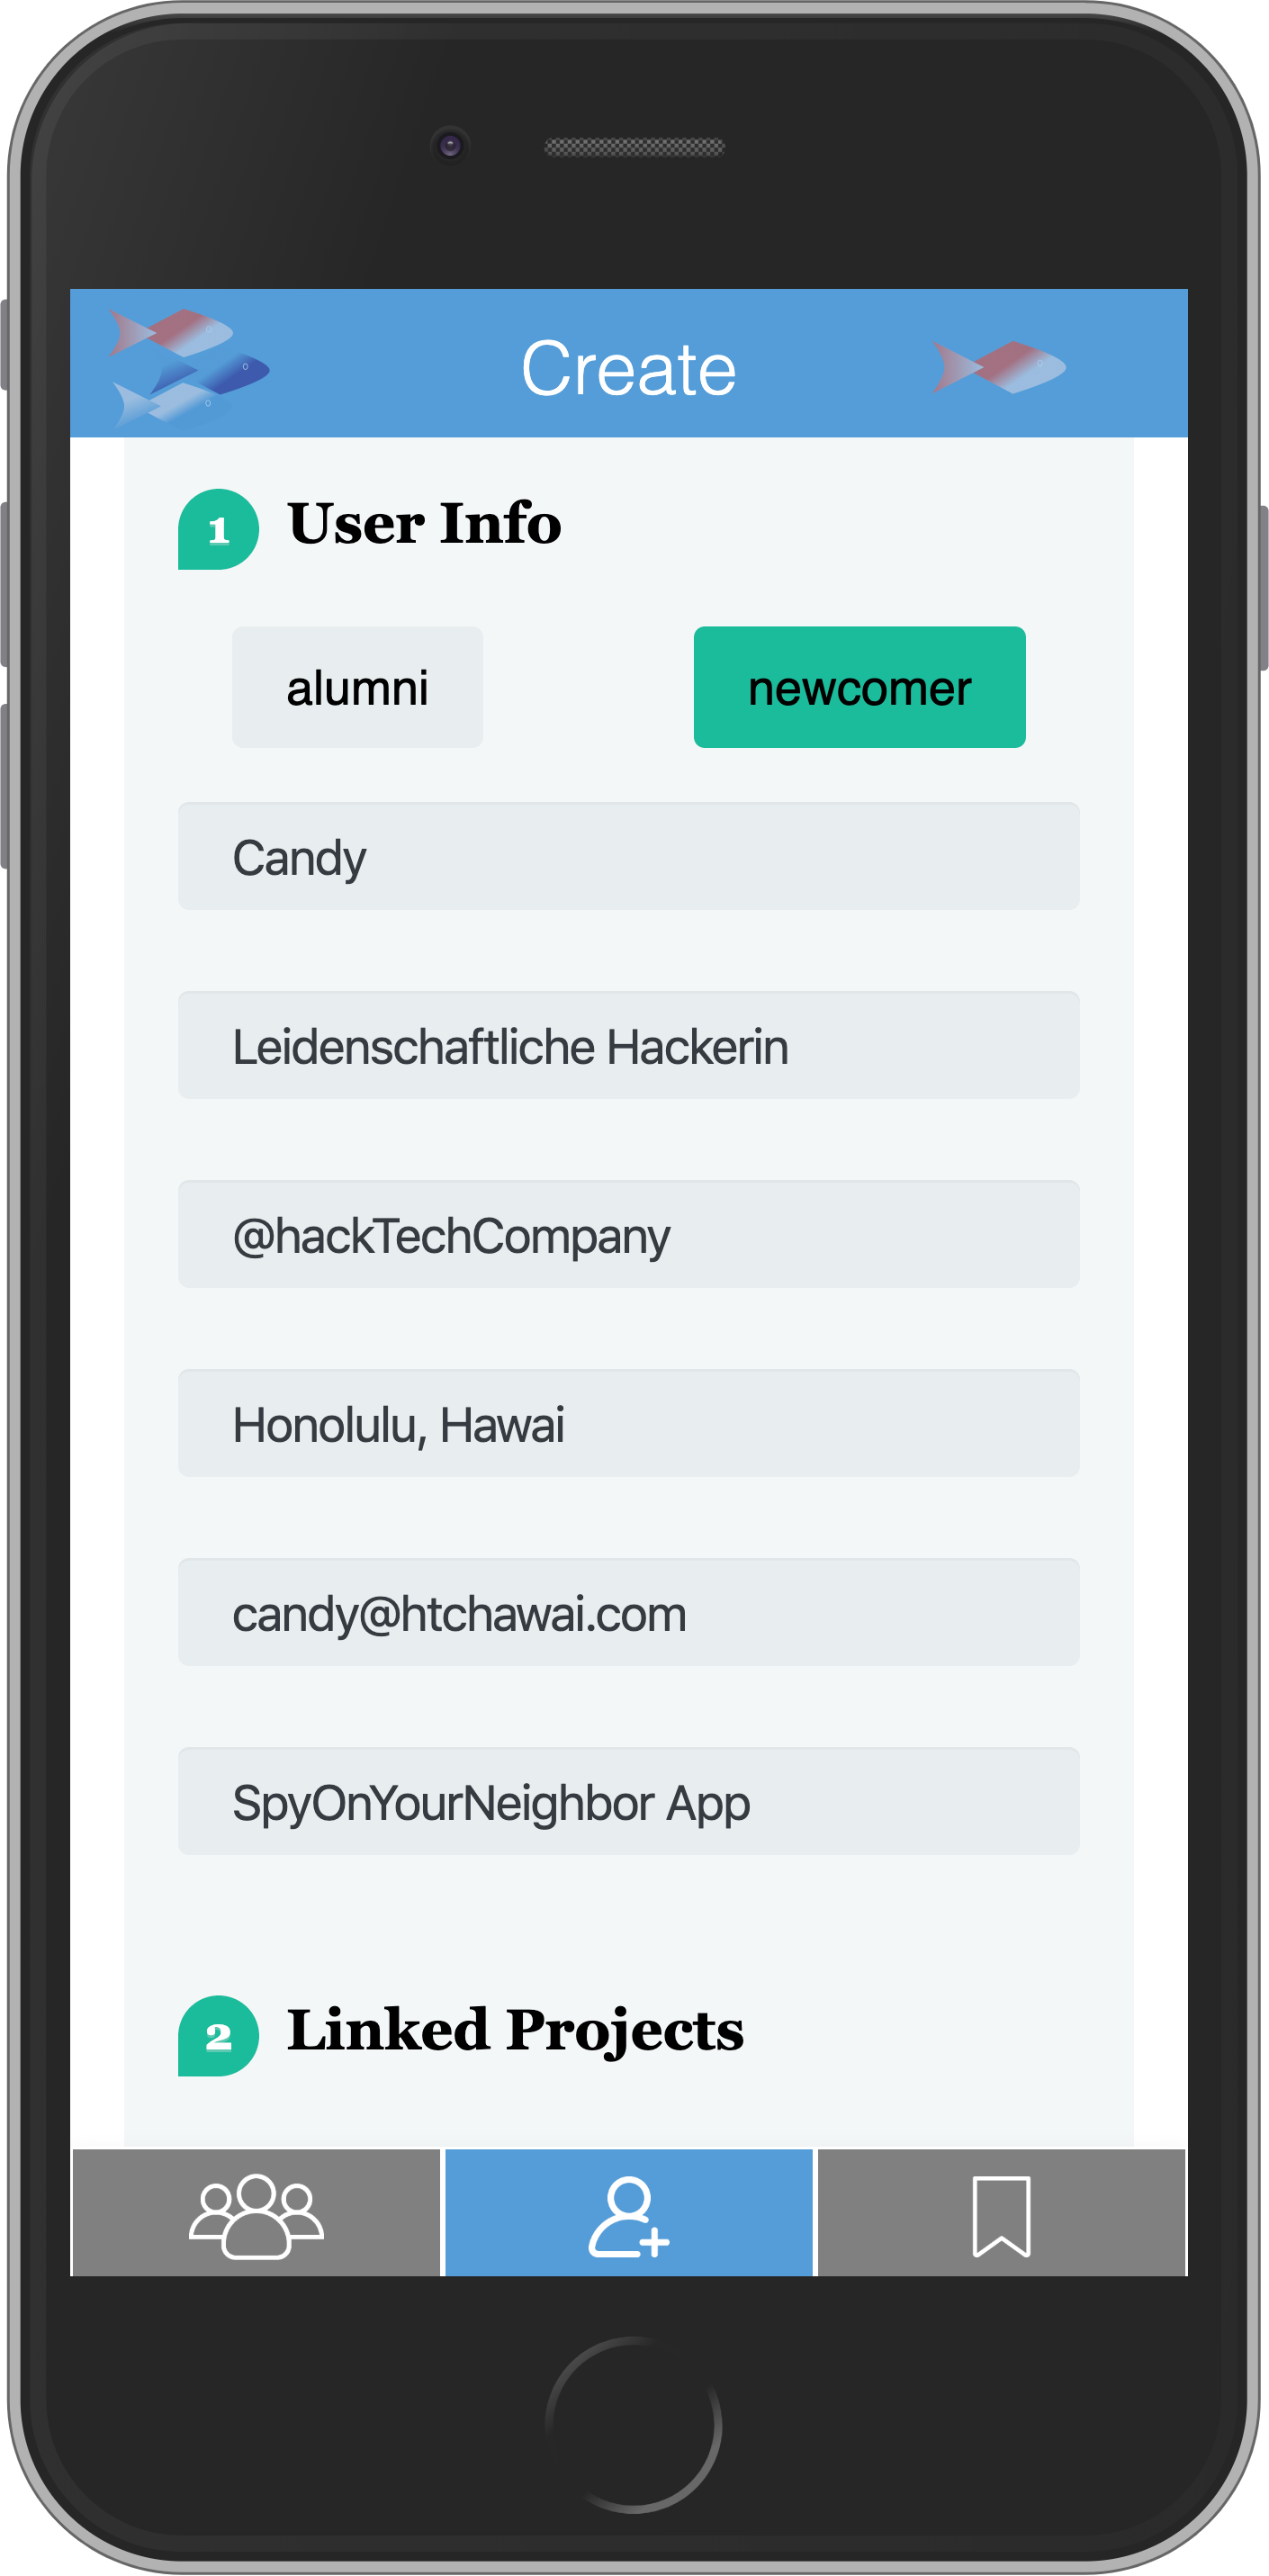 Create
1 User Info
alumni newcomer
Candy
Leidenschaftliche Hackerin
@hackTechCompany
Honolulu, Hawai
candy@htchawai.com
SpyOnYourNeighbor App
2 Linked Projects